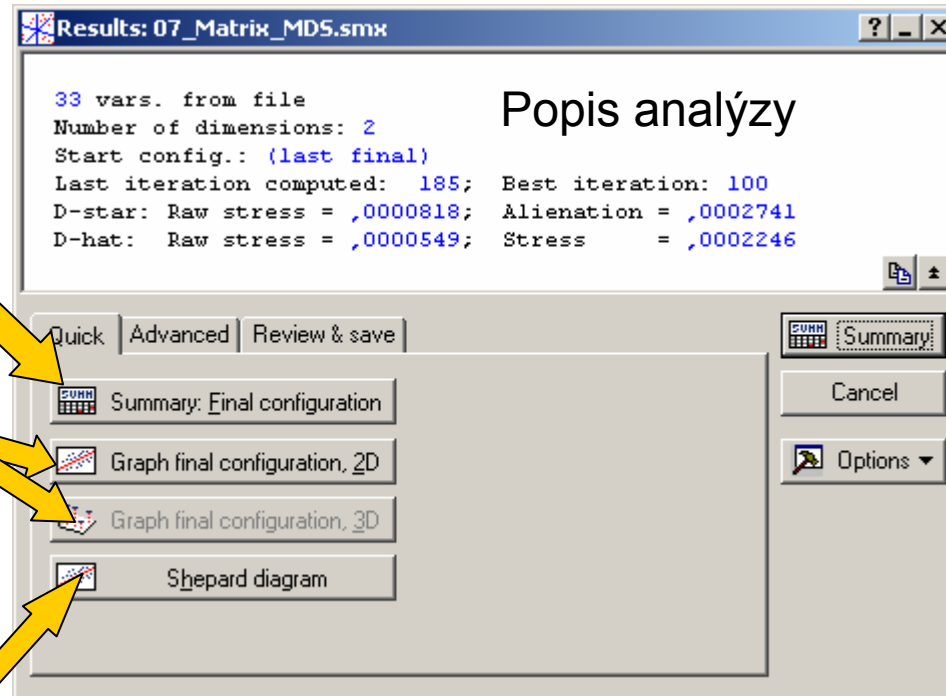 Results: 07_Matrix_MDS.smx
33 vars. from file
Popis analýzy
Number of dimensions: 2
Start config.: (last final)
Last iteration computed: 185; Best iteration: 100
D-star: Raw stress = ,0000818; Alienation = ,0002741
D-hat: Raw stress = ,0000549; Stress = ,0002246
Quick Advanced Review & save
SUMM Summary
SUMM Summary: Final configuration
Cancel
Graph final configuration, 2D
Options
Graph final configuration, 3D
Shepard diagram